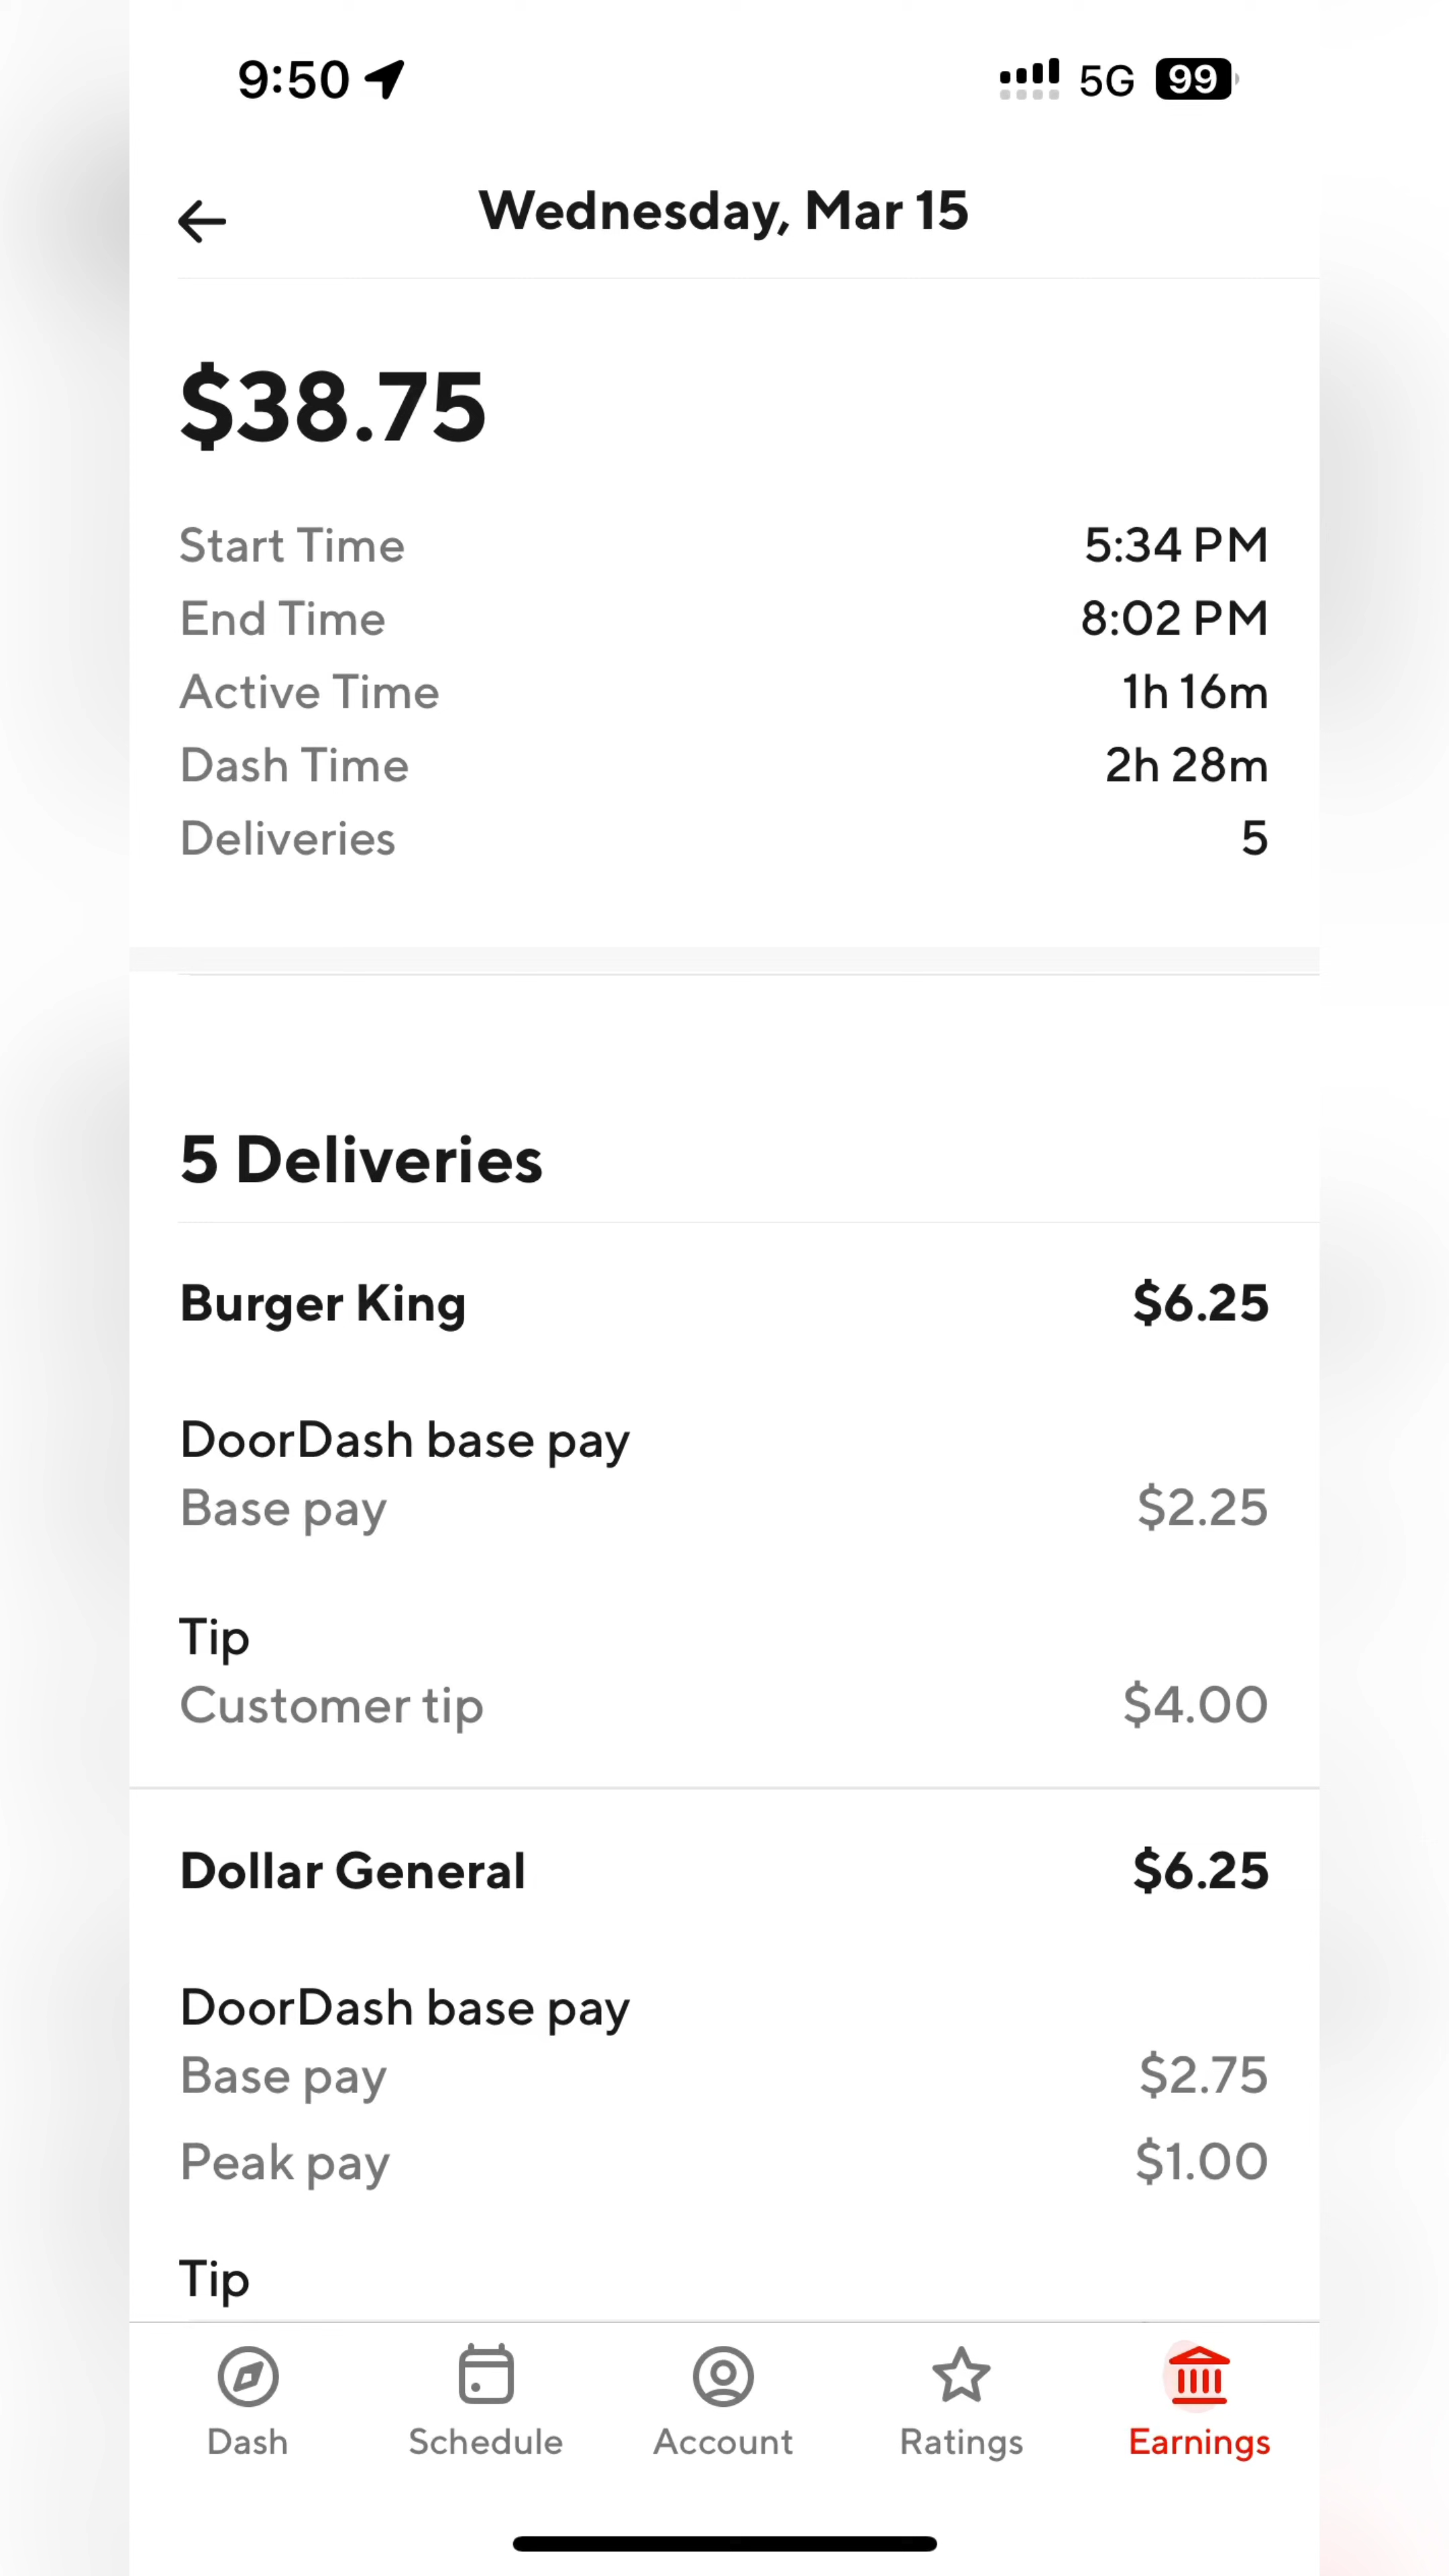 9:50 5G 99
Wednesday, Mar 15
$38.75
Start Time 5:34 PM
End Time 8:02 PM
Active Time 1h 16m
Dash Time 2h 28m
Deliveries 5
5 Deliveries
Burger King $6.25
DoorDash base pay
Base pay $2.25
Tip
Customer tip $4.00
Dollar General $6.25
DoorDash base pay
Base pay $2.75
Peak pay $1.00
Tip
Dash Schedule Account Ratings Earnings